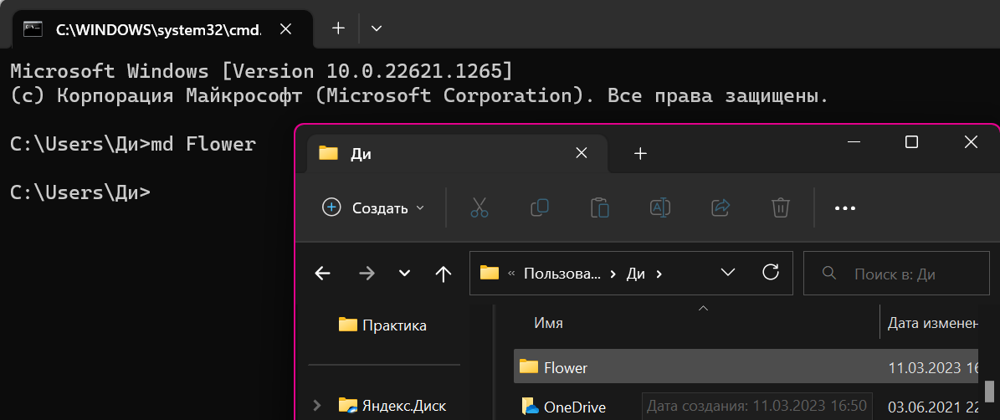 C:\WINDOWS\system32\cmd.
Microsoft Windows [Version 10.0.22621.1265]
(c) Корпорация Майкрософт (Microsoft Corporation). Все права защищены.
C:\Users\Ди>md Flower
C:\Users\Ди>
Ди
Создать
« Пользова... › Ди ›
Поиск в: Ди
Практика
Яндекс.Диск
Имя
Дата изменен
Flower
11.03.2023 16
OneDrive
Дата создания: 11.03.2023 16:50
03.06.2021 22